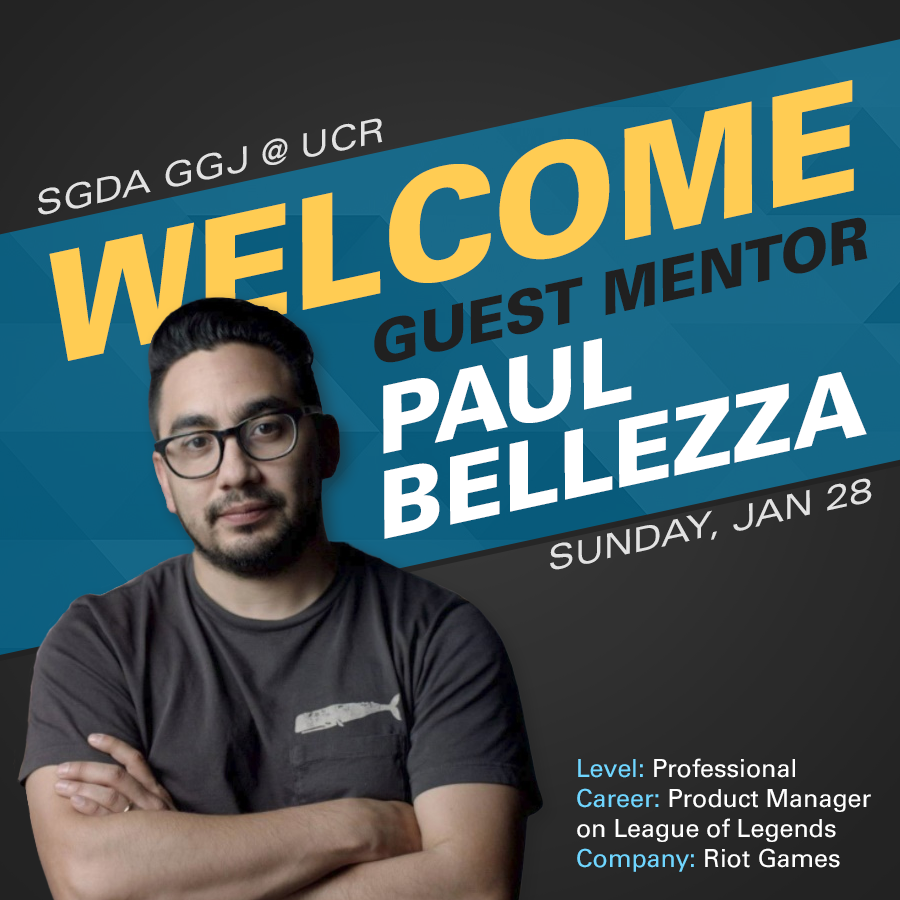 SGDA GGJ @ UCR
WELCOME
GUEST MENTOR
PAUL
BELLEZZA
SUNDAY, JAN 28
Level: Professional
Career: Product Manager
on League of Legends
Company: Riot Games